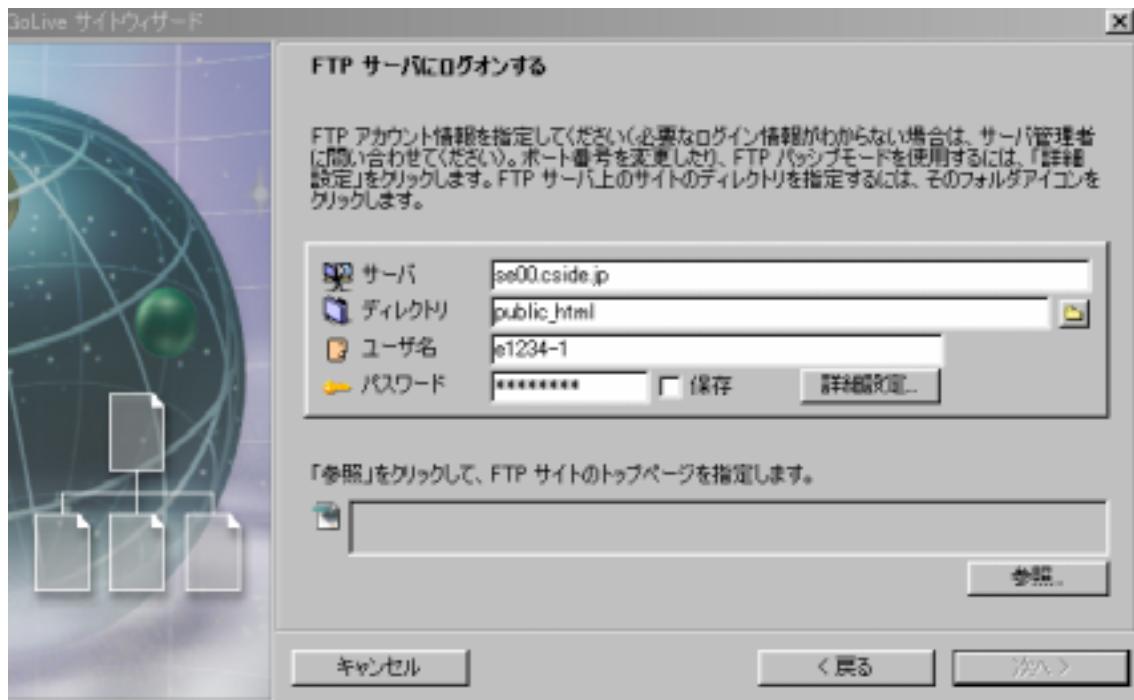 GoLive サイトウィザード
FTP サーバにログオンする
FTP アカウント情報を指定してください(必要なログイン情報がわからない場合は、サーバ管理者
に問い合わせてください)。ポート番号を変更したり、FTP パッシブモードを使用するには、「詳細
設定」をクリックします。FTP サーバ上のサイトのディレクトリを指定するには、そのフォルダアイコンを
クリックします。
サーバ se00.cside.jp
ディレクトリ public_html
ユーザ名 e1234-1
パスワード ******** 保存 詳細設定...
「参照」をクリックして、FTP サイトのトップページを指定します。
参照...
キャンセル < 戻る 次へ >